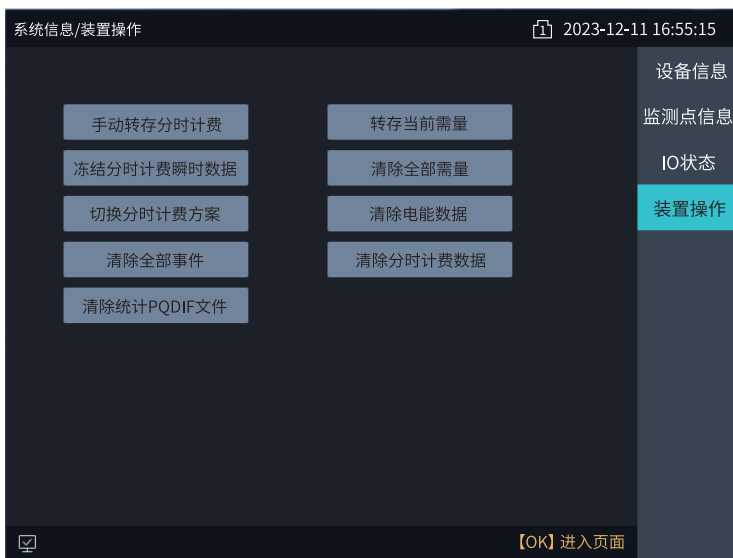 系统信息/装置操作
1 2023-12-11 16:55:15
设备信息
监测点信息
IO状态
装置操作
手动转存分时计费 转存当前需量
冻结分时计费瞬时数据 清除全部需量
切换分时计费方案 清除电能数据
清除全部事件 清除分时计费数据
清除统计PQDIF文件
【OK】进入页面